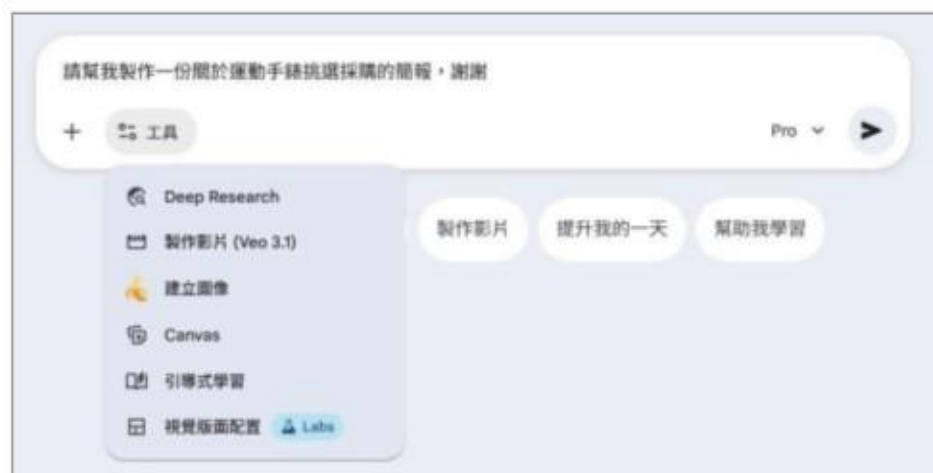 請幫我製作一份關於運動手錶挑選採購的簡報，謝謝
工具
Pro
Deep Research
製作影片 (Veo 3.1)
製作影片
提升我的一天
幫助我學習
建立圖像
Canvas
引導式學習
視覺版面配置
Labs